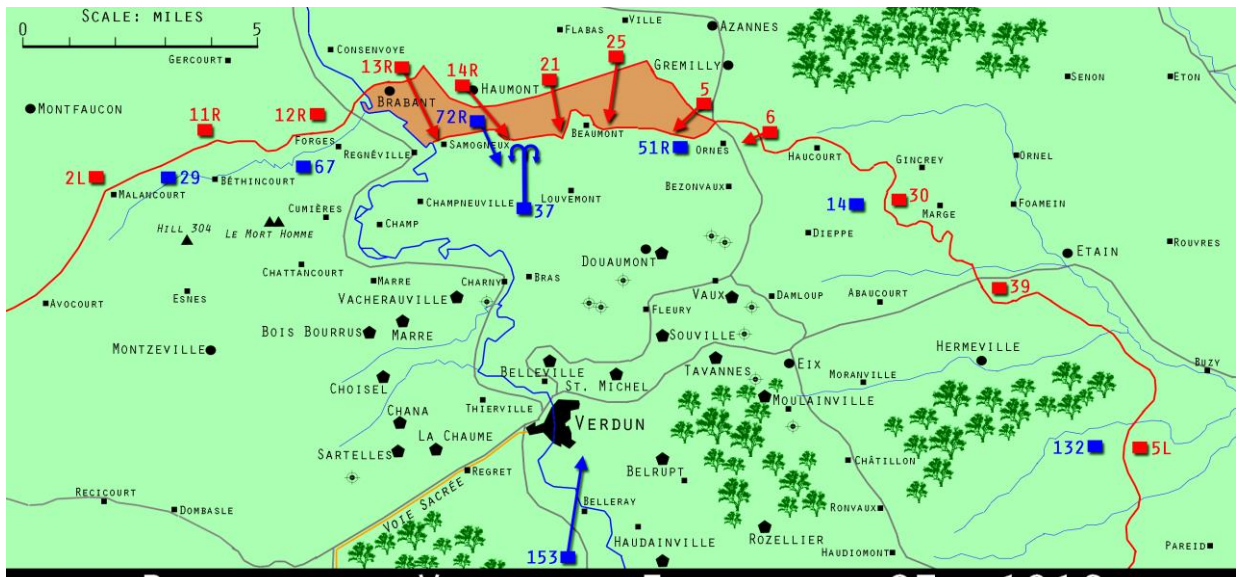 Scale: miles
0
5
Gercourt
Consenvoye
Flabas
Ville
Azannes
Senon
Eton
13R
14R
21
25
Gremilly
Montfaucon
Brabant
Haumont
11R
12R
72R
5
6
Forges
Regnéville
Samogneux
Beaumont
51R
Ornes
Haucourt
Gincrey
Ornel
2L
29
67
Malancourt
Béthincourt
Bezonvaux
Champneuville
Louvemont
37
14
30
Marge
Foamein
Cumières
Hill 304
Le Mort Homme
Champ
Dieppe
Etain
Rouvres
Chattancourt
Douaumont
Avocourt
Esnes
Marre
Charny
Bras
Vaux
Damloup
Abaucourt
39
Vacherauville
Fleury
Bois Bourrus
Marre
Souville
Montzeville
Hermeville
Buzy
Belleville
St. Michel
Tavannes
Eix
Moranville
Choisel
Thierville
Moulainville
Chana
Verdun
La Chaume
Sartelles
Regret
Belrupt
Châtillon
132
5L
Recicourt
Dombasle
Voie Sacrée
Belleray
Ronvaux
153
Haudainville
Rozellier
Haudiomont
Pareid